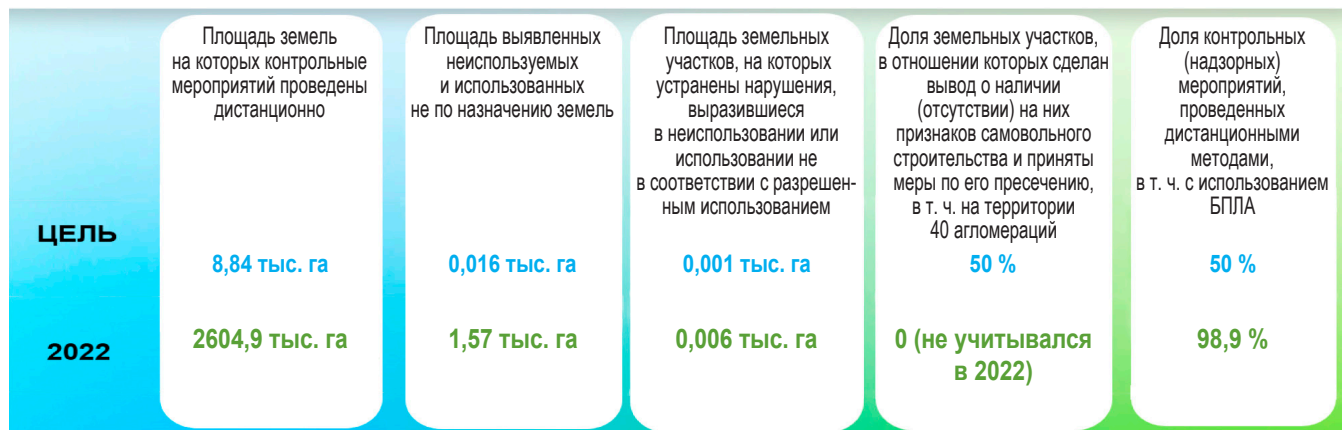 Площадь земель
на которых контрольные
мероприятий проведены
дистанционно
Площадь выявленных
неиспользуемых
и использованных
не по назначению земель
Площадь земельных
участков, на которых
устранены нарушения,
выразившиеся
в неиспользовании или
использовании не
в соответствии с разрешен-
ным использованием
Доля земельных участков,
в отношении которых сделан
вывод о наличии
(отсутствии) на них
признаков самовольного
строительства и приняты
меры по его пресечению,
в т. ч. на территории
40 агломераций
Доля контрольных
(надзорных)
мероприятий,
проведенных
дистанционными
методами,
в т. ч. с использованием
БПЛА
ЦЕЛЬ
8,84 тыс. га
0,016 тыс. га
0,001 тыс. га
50 %
50 %
2022
2604,9 тыс. га
1,57 тыс. га
0,006 тыс. га
0 (не учитывался
в 2022)
98,9 %